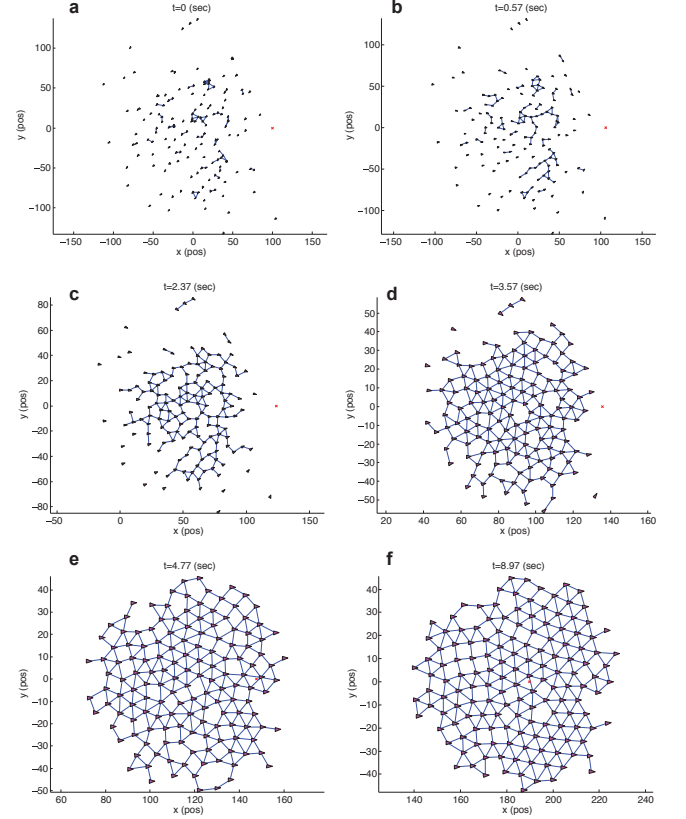 a
t=0 (sec)
y (pos)
100
50
0
−50
−100
−150 −100 −50 0 50 100 150
x (pos)
b
t=0.57 (sec)
y (pos)
100
50
0
−50
−100
−150 −100 −50 0 50 100 150
x (pos)
c
t=2.37 (sec)
y (pos)
80
60
40
20
0
−20
−40
−60
−80
−50 0 50 100 150
x (pos)
d
t=3.57 (sec)
y (pos)
50
40
30
20
10
0
−10
−20
−30
−40
−50
20 40 60 80 100 120 140 160
x (pos)
e
t=4.77 (sec)
y (pos)
40
30
20
10
0
−10
−20
−30
−40
−50
60 80 100 120 140 160
x (pos)
f
t=8.97 (sec)
y (pos)
40
30
20
10
0
−10
−20
−30
−40
140 160 180 200 220 240
x (pos)